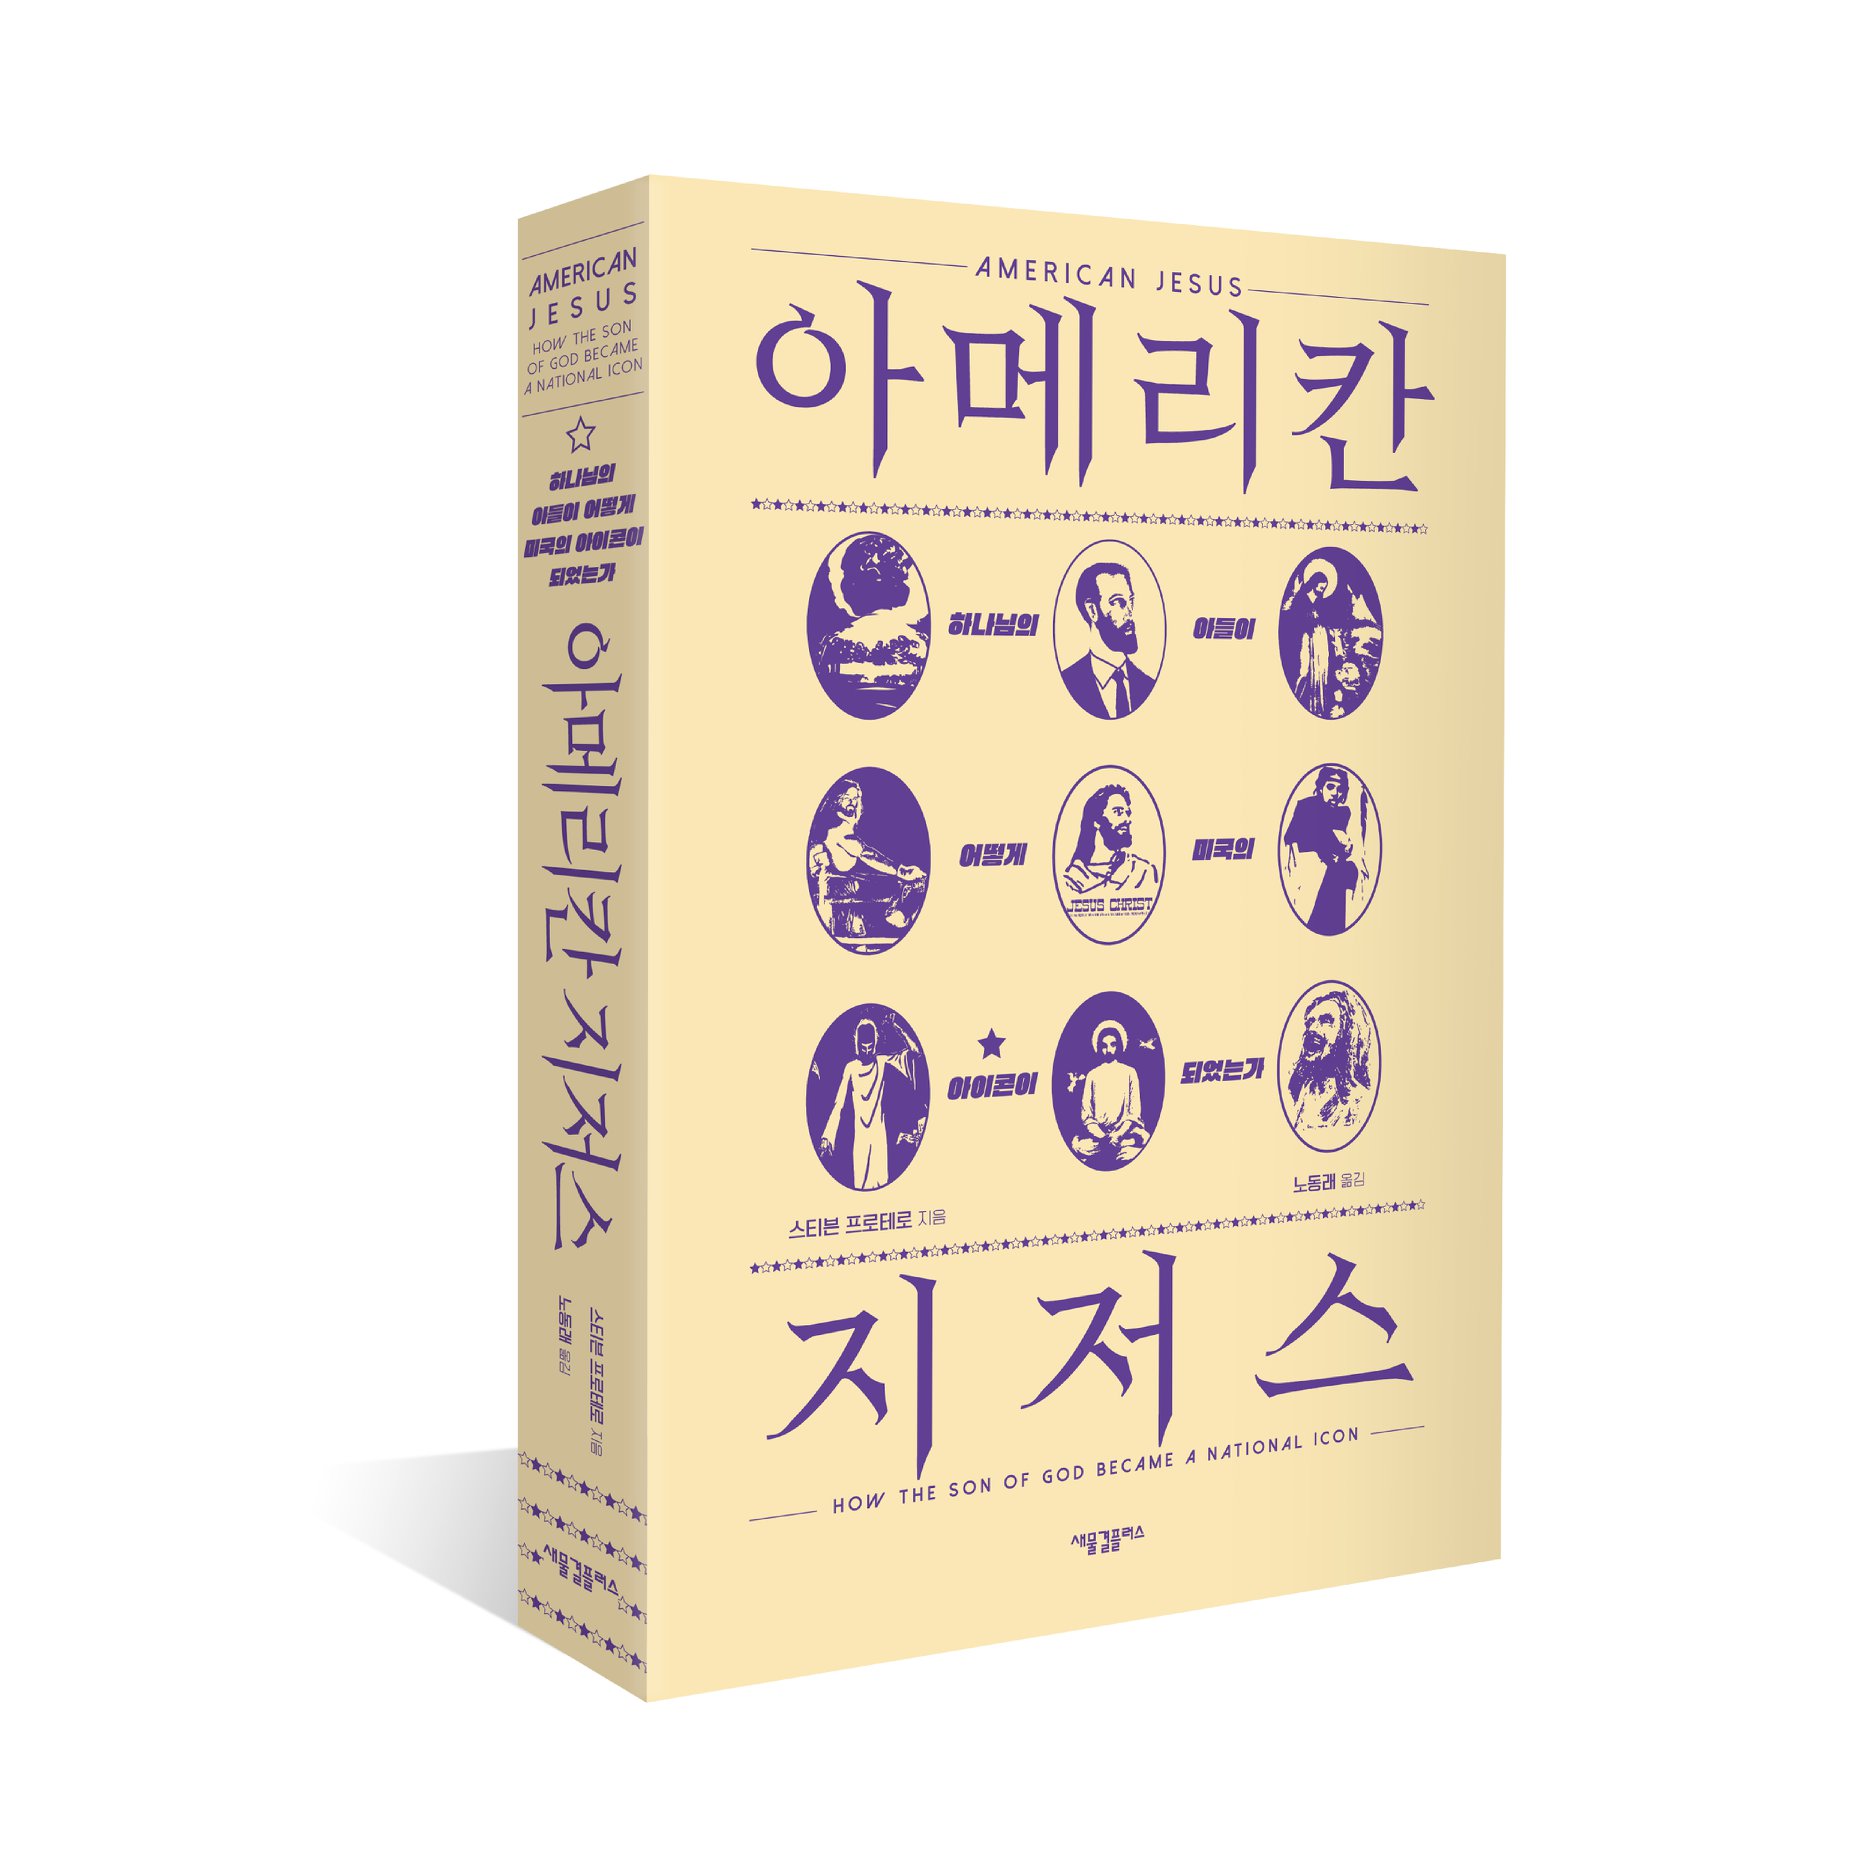 AMERICAN
JESUS
HOW THE SON
OF GOD BECAME
A NATIONAL ICON
하나님의
아들이 어떻게
미국의 아이콘이
되었는가
아메리칸 지저스
스티븐 프로테로 지음
노동래 옮김
새물결플러스
AMERICAN JESUS
아메리칸
하나님의 아들이
어떻게 미국의
JESUS CHRIST
아이콘이 되었는가
노동래 옮김
스티븐 프로테로 지음
지저스
HOW THE SON OF GOD BECAME A NATIONAL ICON
새물결플러스